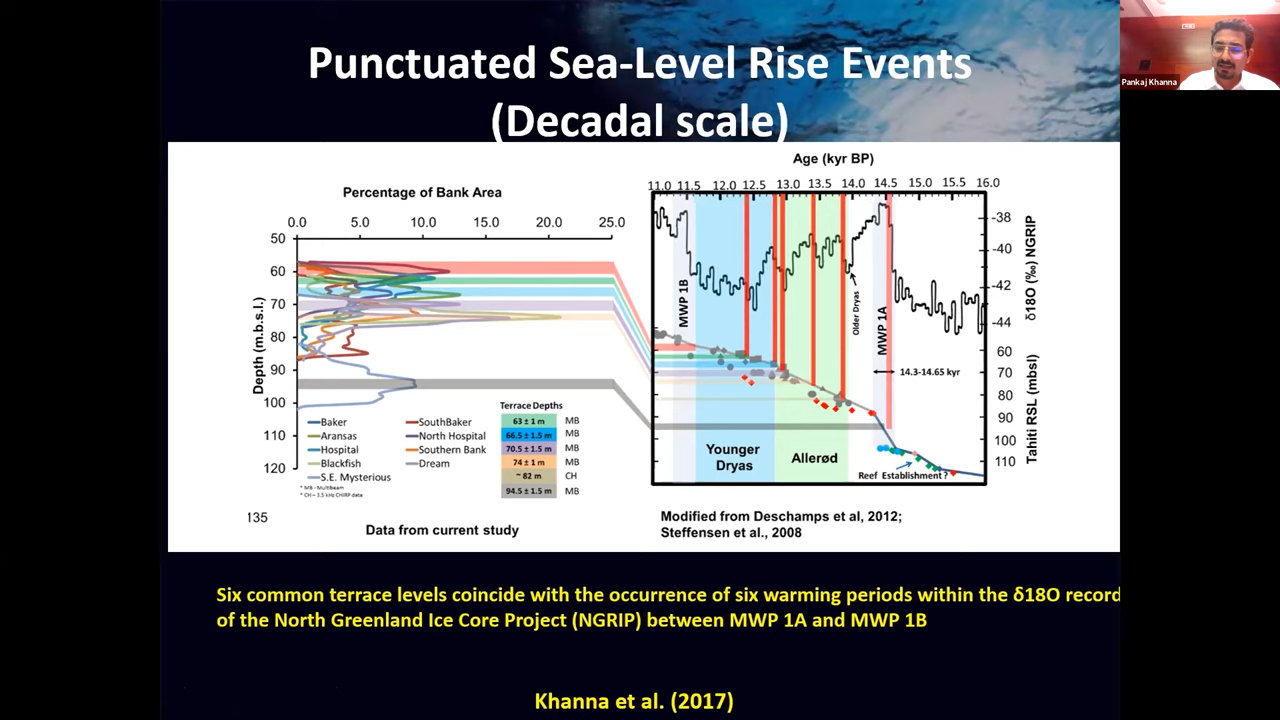 Punctuated Sea-Level Rise Events
(Decadal scale)
Pankaj Khanna
Percentage of Bank Area
0.0 5.0 10.0 15.0 20.0 25.0
50
60
70
80
90
100
110
120
135
Depth (m.b.s.l.)
Baker
SouthBaker
Aransas
North Hospital
Hospital
Southern Bank
Blackfish
Dream
S.E. Mysterious
* MB - Multibeam
* CH – 3.5 kHz CHIRP data
Terrace Depths
63 ± 1 m MB
66.5 ± 1.5 m MB
70.5 ± 1.5 m MB
74 ± 1 m MB
~ 82 m CH
94.5 ± 1.5 m MB
Data from current study
Age (kyr BP)
11.0 11.5 12.0 12.5 13.0 13.5 14.0 14.5 15.0 15.5 16.0
-38
-40
-42
-44
δ18O (‰) NGRIP
60
70
80
90
100
110
Tahiti RSL (mbsl)
MWP 1B
Older Dryas
MWP 1A
14.3-14.65 kyr
Younger
Dryas
Allerød
Reef Establishment ?
Modified from Deschamps et al, 2012;
Steffensen et al., 2008
Six common terrace levels coincide with the occurrence of six warming periods within the δ18O record
of the North Greenland Ice Core Project (NGRIP) between MWP 1A and MWP 1B
Khanna et al. (2017)